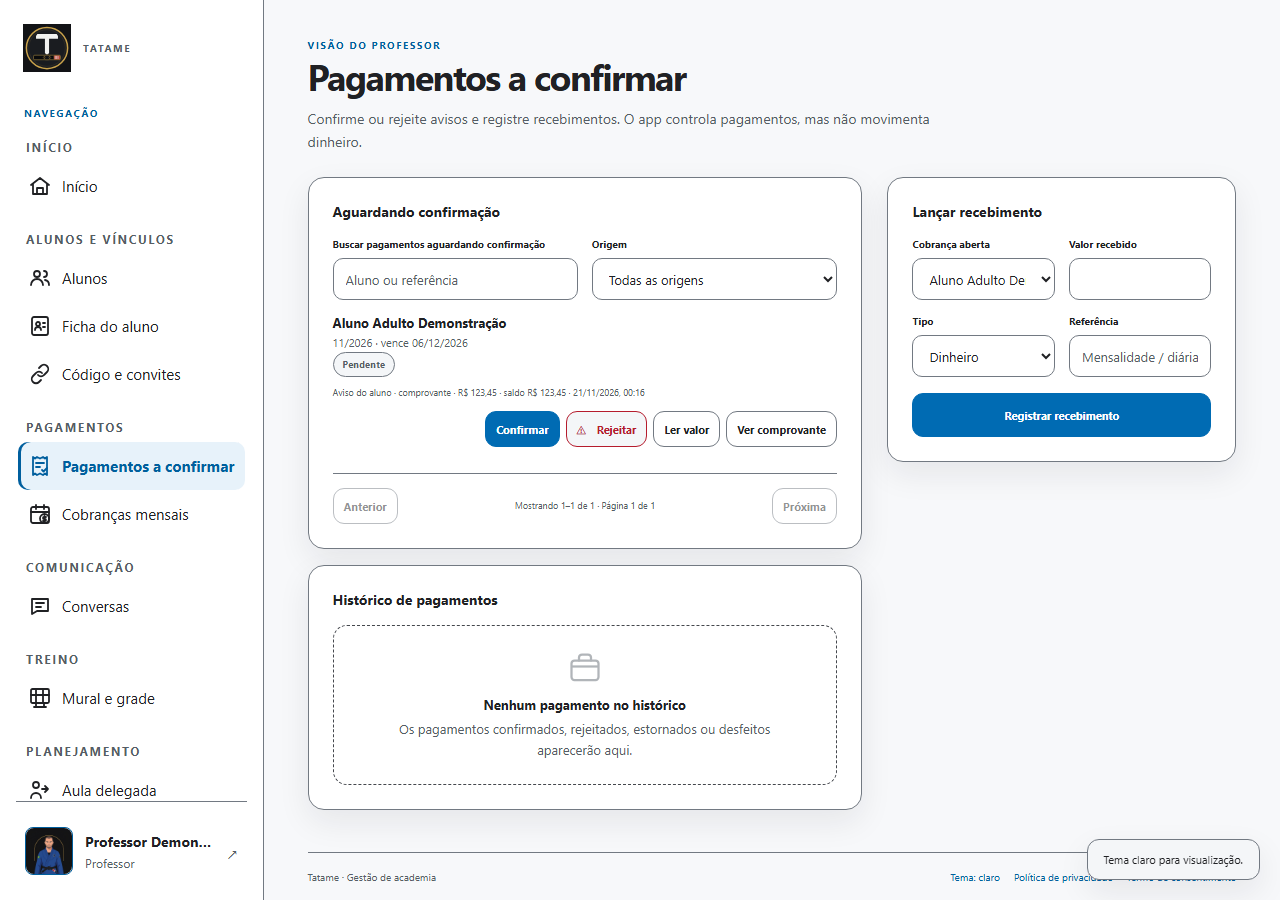 TATAME
NAVEGAÇÃO
INÍCIO
Início
ALUNOS E VÍNCULOS
Alunos
Ficha do aluno
Código e convites
PAGAMENTOS
Pagamentos a confirmar
Cobranças mensais
COMUNICAÇÃO
Conversas
TREINO
Mural e grade
PLANEJAMENTO
Aula delegada
Professor Demon...
Professor
VISÃO DO PROFESSOR
Pagamentos a confirmar
Confirme ou rejeite avisos e registre recebimentos. O app controla pagamentos, mas não movimenta
dinheiro.
Aguardando confirmação
Buscar pagamentos aguardando confirmação
Origem
Aluno ou referência
Todas as origens
Aluno Adulto Demonstração
11/2026 · vence 06/12/2026
Pendente
Aviso do aluno · comprovante · R$ 123,45 · saldo R$ 123,45 · 21/11/2026, 00:16
Confirmar
Rejeitar
Ler valor
Ver comprovante
Anterior
Mostrando 1–1 de 1 · Página 1 de 1
Próxima
Histórico de pagamentos
Nenhum pagamento no histórico
Os pagamentos confirmados, rejeitados, estornados ou desfeitos
aparecerão aqui.
Lançar recebimento
Cobrança aberta
Valor recebido
Aluno Adulto De
Tipo
Referência
Dinheiro
Mensalidade / diária
Registrar recebimento
Tatame · Gestão de academia
Tema: claro
Política de privacidade
Tema claro para visualização.